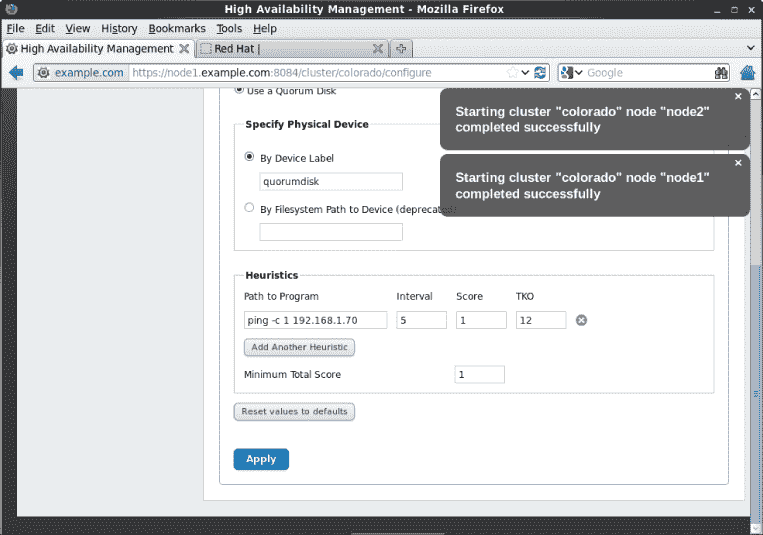 High Availability Management - Mozilla Firefox
File Edit View History Bookmarks Tools Help
High Availability Management Red Hat |
example.com https://node1.example.com:8084/cluster/colorado/configure Google
Use a Quorum Disk
Starting cluster "colorado" node "node2"
completed successfully
Specify Physical Device
By Device Label
Starting cluster "colorado" node "node1"
completed successfully
quorumdisk
By Filesystem Path to Device (deprecated)
Heuristics
Path to Program Interval Score TKO
ping -c 1 192.168.1.70 5 1 12
Add Another Heuristic
Minimum Total Score 1
Reset values to defaults
Apply